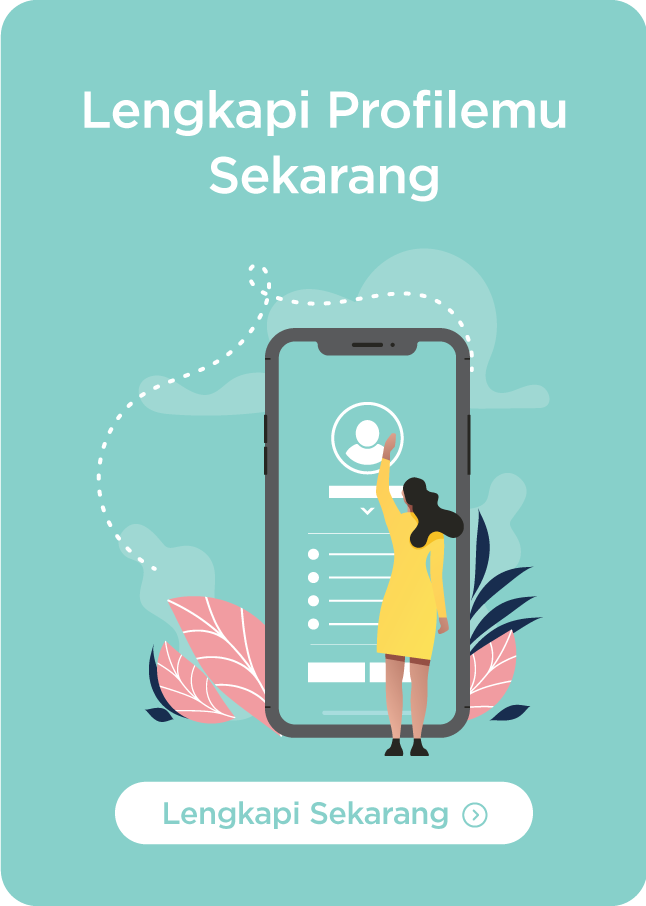 Lengkapi Profilemu
Sekarang
Lengkapi Sekarang